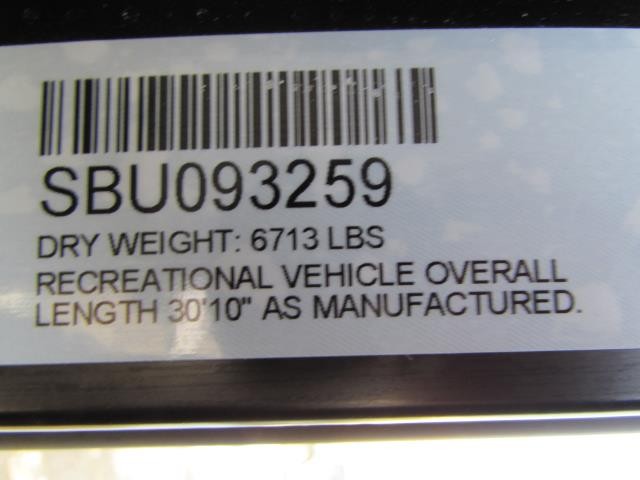 SBU093259
DRY WEIGHT: 6713 LBS
RECREATIONAL VEHICLE OVERALL
LENGTH 30'10" AS MANUFACTURED.